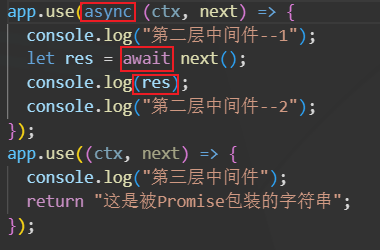 app.use(async (ctx, next) => {
  console.log("第二层中间件--1");
  let res = await next();
  console.log(res);
  console.log("第二层中间件--2");
});
app.use((ctx, next) => {
  console.log("第三层中间件");
  return "这是被Promise包装的字符串";
});